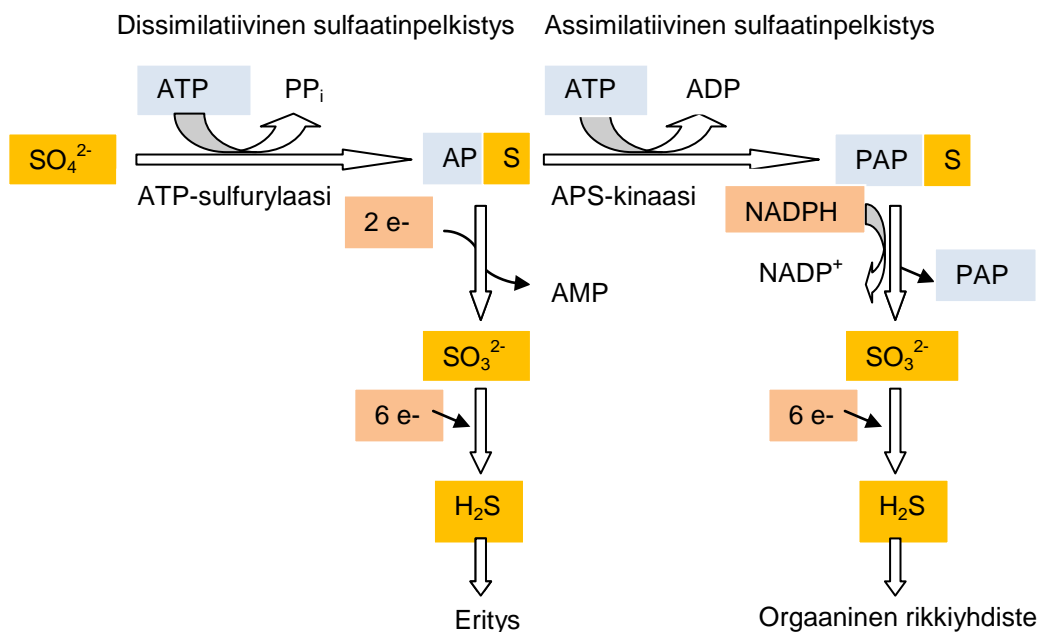 Dissimilatiivinen sulfaatinpelkistys Assimilatiivinen sulfaatinpelkistys
ATP PPᵢ ATP ADP
SO₄²⁻ AP S PAP S
ATP-sulfurylaasi APS-kinaasi NADPH
2 e-
NADP⁺ PAP
AMP
SO₃²⁻ SO₃²⁻
6 e- 6 e-
H₂S H₂S
Eritys Orgaaninen rikkiyhdiste